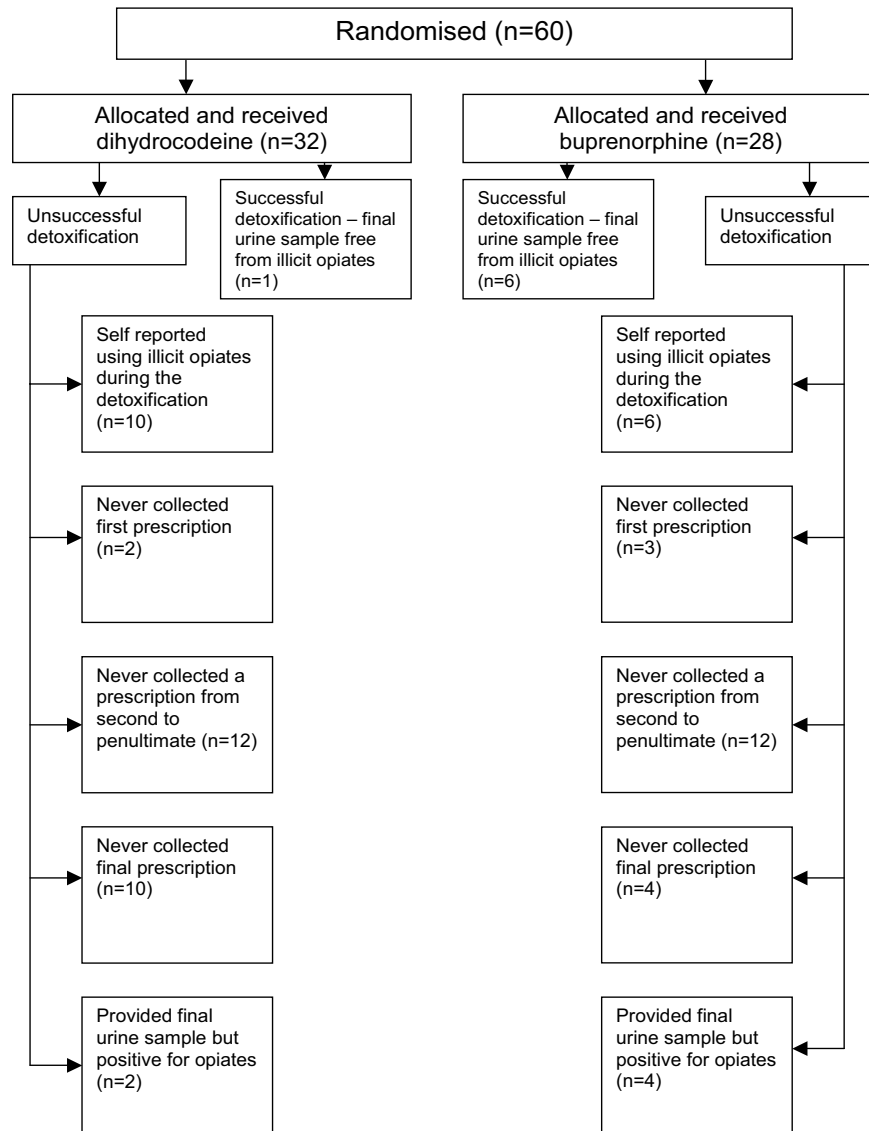 Randomised (n=60)
Allocated and received
dihydrocodeine (n=32)
Allocated and received
buprenorphine (n=28)
Unsuccessful
detoxification
Successful
detoxification – final
urine sample free
from illicit opiates
(n=1)
Successful
detoxification – final
urine sample free
from illicit opiates
(n=6)
Unsuccessful
detoxification
Self reported
using illicit opiates
during the
detoxification
(n=10)
Self reported
using illicit opiates
during the
detoxification
(n=6)
Never collected
first prescription
(n=2)
Never collected
first prescription
(n=3)
Never collected a
prescription from
second to
penultimate (n=12)
Never collected a
prescription from
second to
penultimate (n=12)
Never collected
final prescription
(n=10)
Never collected
final prescription
(n=4)
Provided final
urine sample but
positive for opiates
(n=2)
Provided final
urine sample but
positive for opiates
(n=4)